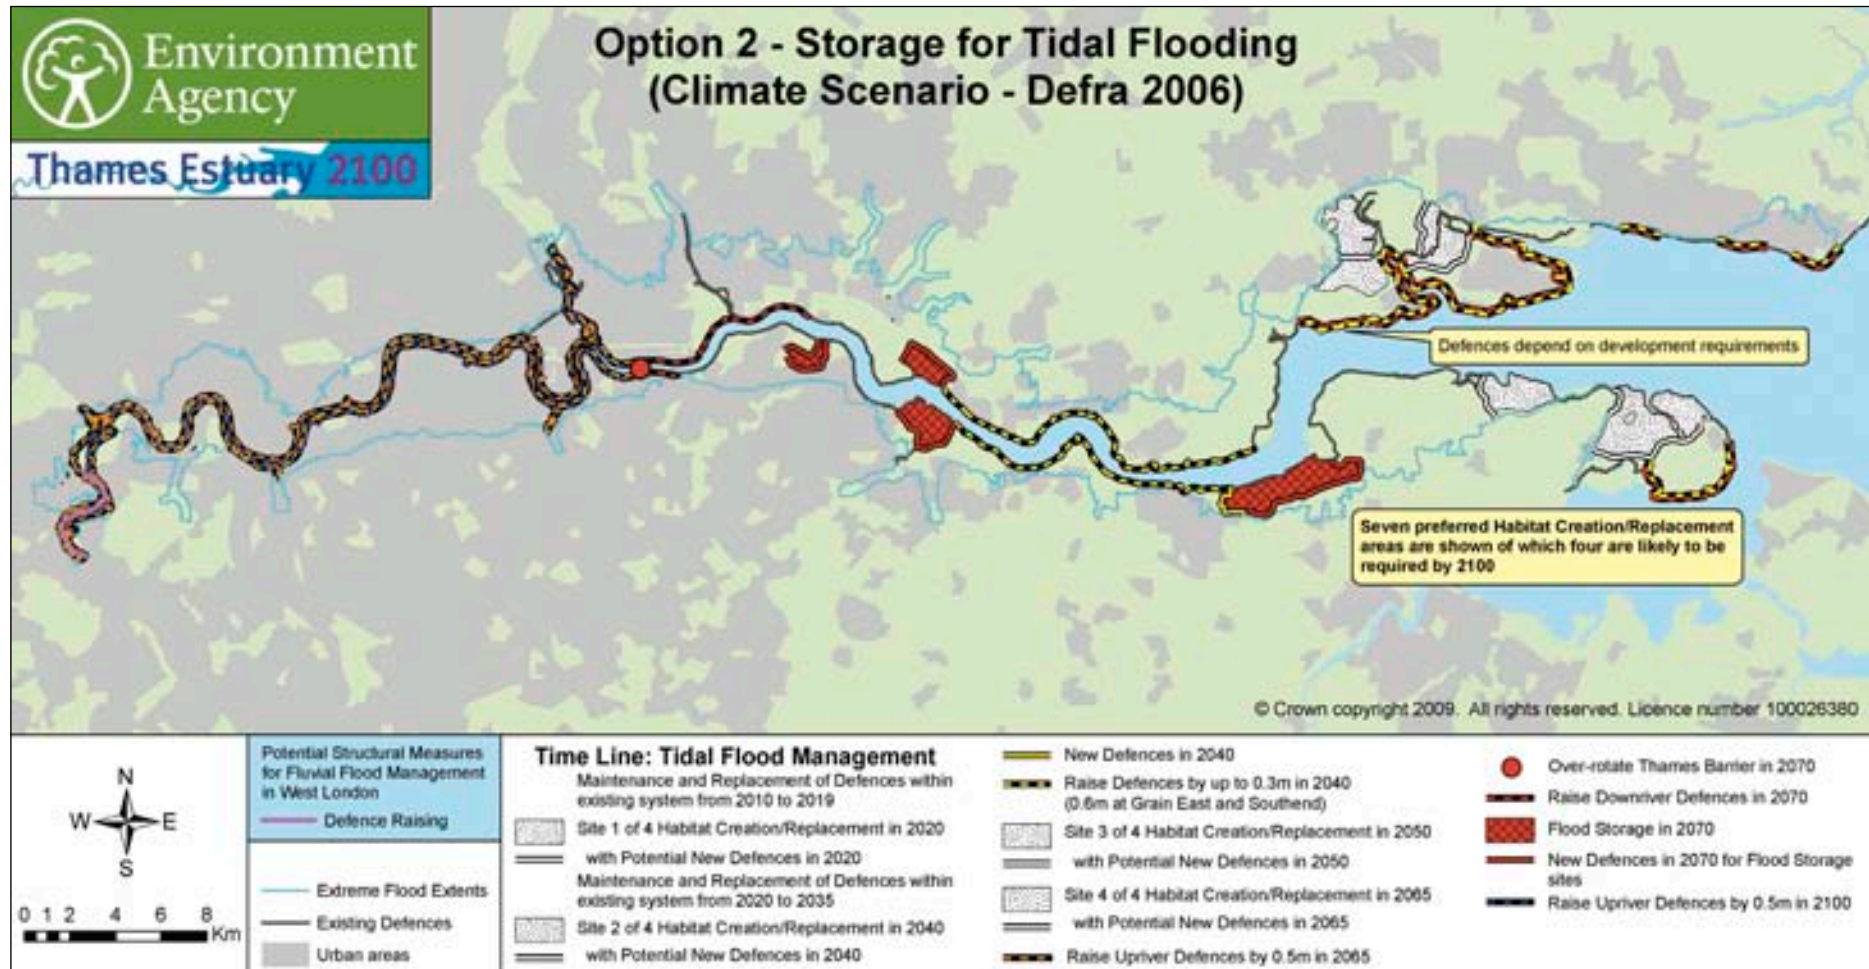 Environment
Agency
Thames Estuary 2100
Option 2 - Storage for Tidal Flooding
(Climate Scenario - Defra 2006)
Defences depend on development requirements
Seven preferred Habitat Creation/Replacement
areas are shown of which four are likely to be
required by 2100
© Crown copyright 2009. All rights reserved. Licence number 100026380
N
W E
S
0 1 2 4 6 8
Km
Potential Structural Measures
for Fluvial Flood Management
in West London
Defence Raising
Extreme Flood Extents
Existing Defences
Urban areas
Time Line: Tidal Flood Management
Maintenance and Replacement of Defences within
existing system from 2010 to 2019
Site 1 of 4 Habitat Creation/Replacement in 2020
with Potential New Defences in 2020
Maintenance and Replacement of Defences within
existing system from 2020 to 2035
Site 2 of 4 Habitat Creation/Replacement in 2040
with Potential New Defences in 2040
New Defences in 2040
Raise Defences by up to 0.3m in 2040
(0.6m at Grain East and Southend)
Site 3 of 4 Habitat Creation/Replacement in 2050
with Potential New Defences in 2050
Site 4 of 4 Habitat Creation/Replacement in 2065
with Potential New Defences in 2065
Raise Upriver Defences by 0.5m in 2065
Over-rotate Thames Barrier in 2070
Raise Downriver Defences in 2070
Flood Storage in 2070
New Defences in 2070 for Flood Storage
sites
Raise Upriver Defences by 0.5m in 2100